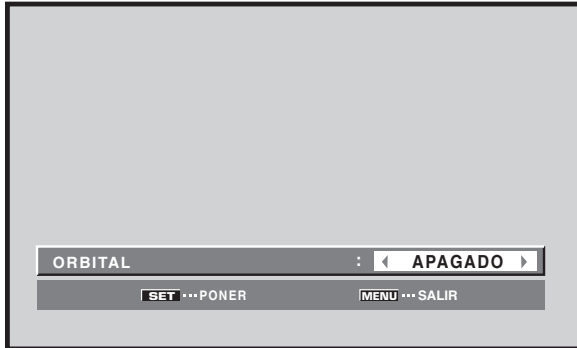 ORBITAL : APAGADO
SET ···PONER MENU ··· SALIR